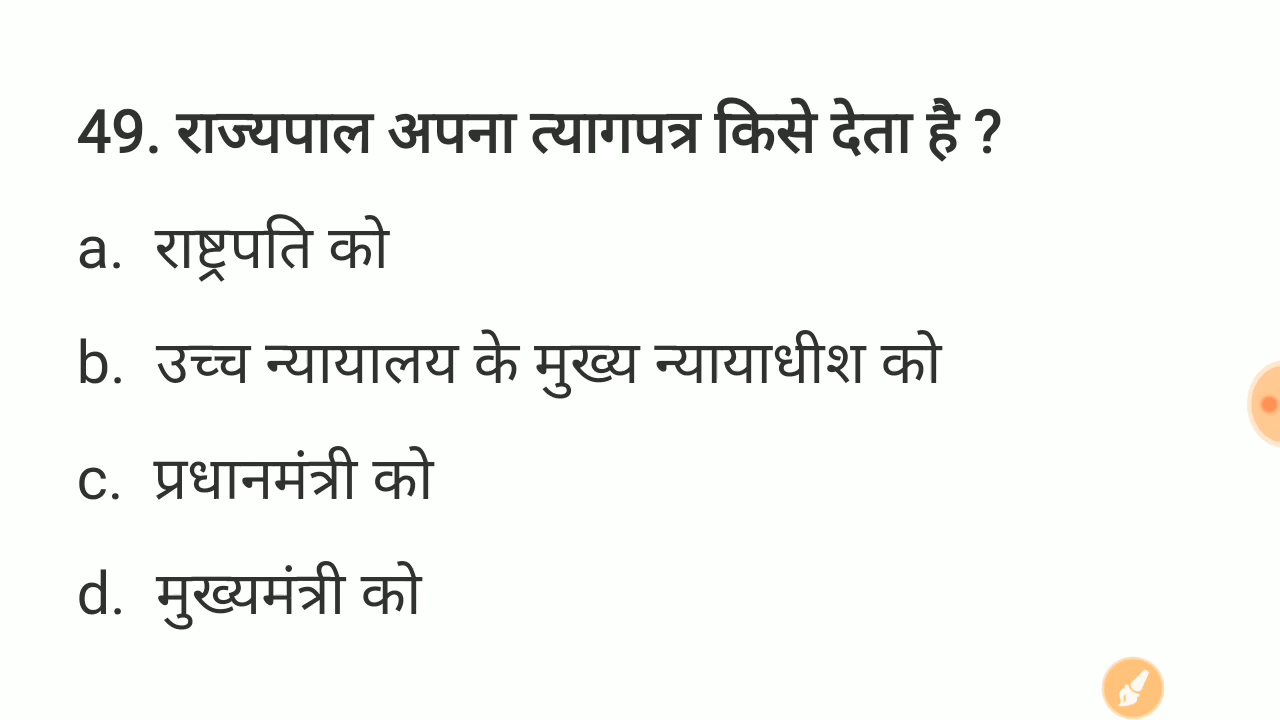 49. राज्यपाल अपना त्यागपत्र किसे देता है ?
a. राष्ट्रपति को
b. उच्च न्यायालय के मुख्य न्यायाधीश को
c. प्रधानमंत्री को
d. मुख्यमंत्री को